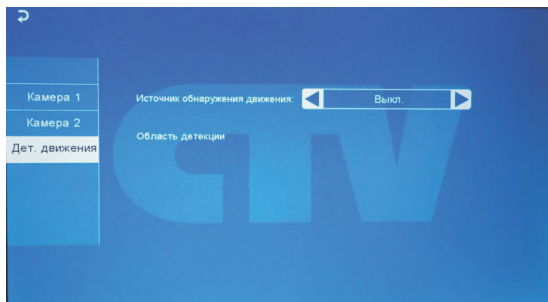 Камера 1
Источник обнаружения движения: Выкл.
Камера 2
Область детекции
Дет. движения
CTV